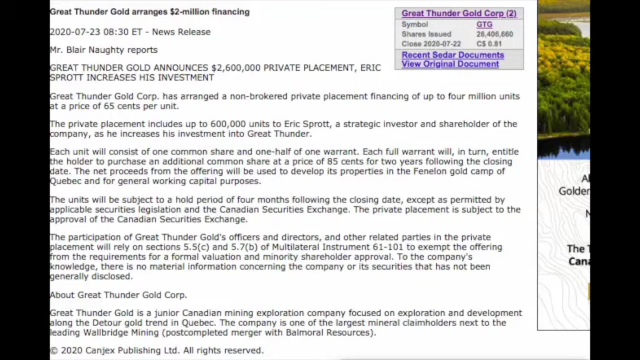 Great Thunder Gold arranges $2-million financing
2020-07-23 08:30 ET - News Release
Mr. Blair Naughty reports
GREAT THUNDER GOLD ANNOUNCES $2,600,000 PRIVATE PLACEMENT, ERIC
SPROTT INCREASES HIS INVESTMENT
Great Thunder Gold Corp. has arranged a non-brokered private placement financing of up to four million units
at a price of 65 cents per unit.
The private placement includes up to 600,000 units to Eric Sprott, a strategic investor and shareholder of the
company, as he increases his investment into Great Thunder.
Each unit will consist of one common share and one-half of one warrant. Each full warrant will, in turn, entitle
the holder to purchase an additional common share at a price of 85 cents for two years following the closing
date. The net proceeds from the offering will be used to develop its properties in the Fenelon gold camp of
Quebec and for general working capital purposes.
The units will be subject to a hold period of four months following the closing date, except as permitted by
applicable securities legislation and the Canadian Securities Exchange. The private placement is subject to the
approval of the Canadian Securities Exchange.
The participation of Great Thunder Gold's officers and directors, and other related parties in the private
placement will rely on sections 5.5(c) and 5.7(b) of Multilateral Instrument 61-101 to exempt the offering
from the requirements for a formal valuation and minority shareholder approval. To the company's
knowledge, there is no material information concerning the company or its securities that has not been
generally disclosed.
About Great Thunder Gold Corp.
Great Thunder Gold is a junior Canadian mining exploration company focused on exploration and development
along the Detour gold trend in Quebec. The company is one of the largest mineral claimholders next to the
leading Wallbridge Mining (postcompleted merger with Balmoral Resources).
© 2020 Canjex Publishing Ltd. All rights reserved.
Great Thunder Gold Corp (2)
Symbol GTG
Shares Issued 26,406,660
Close 2020-07-22 C$ 0.81
Recent Sedar Documents
View Original Document
Golde
The T
Cana